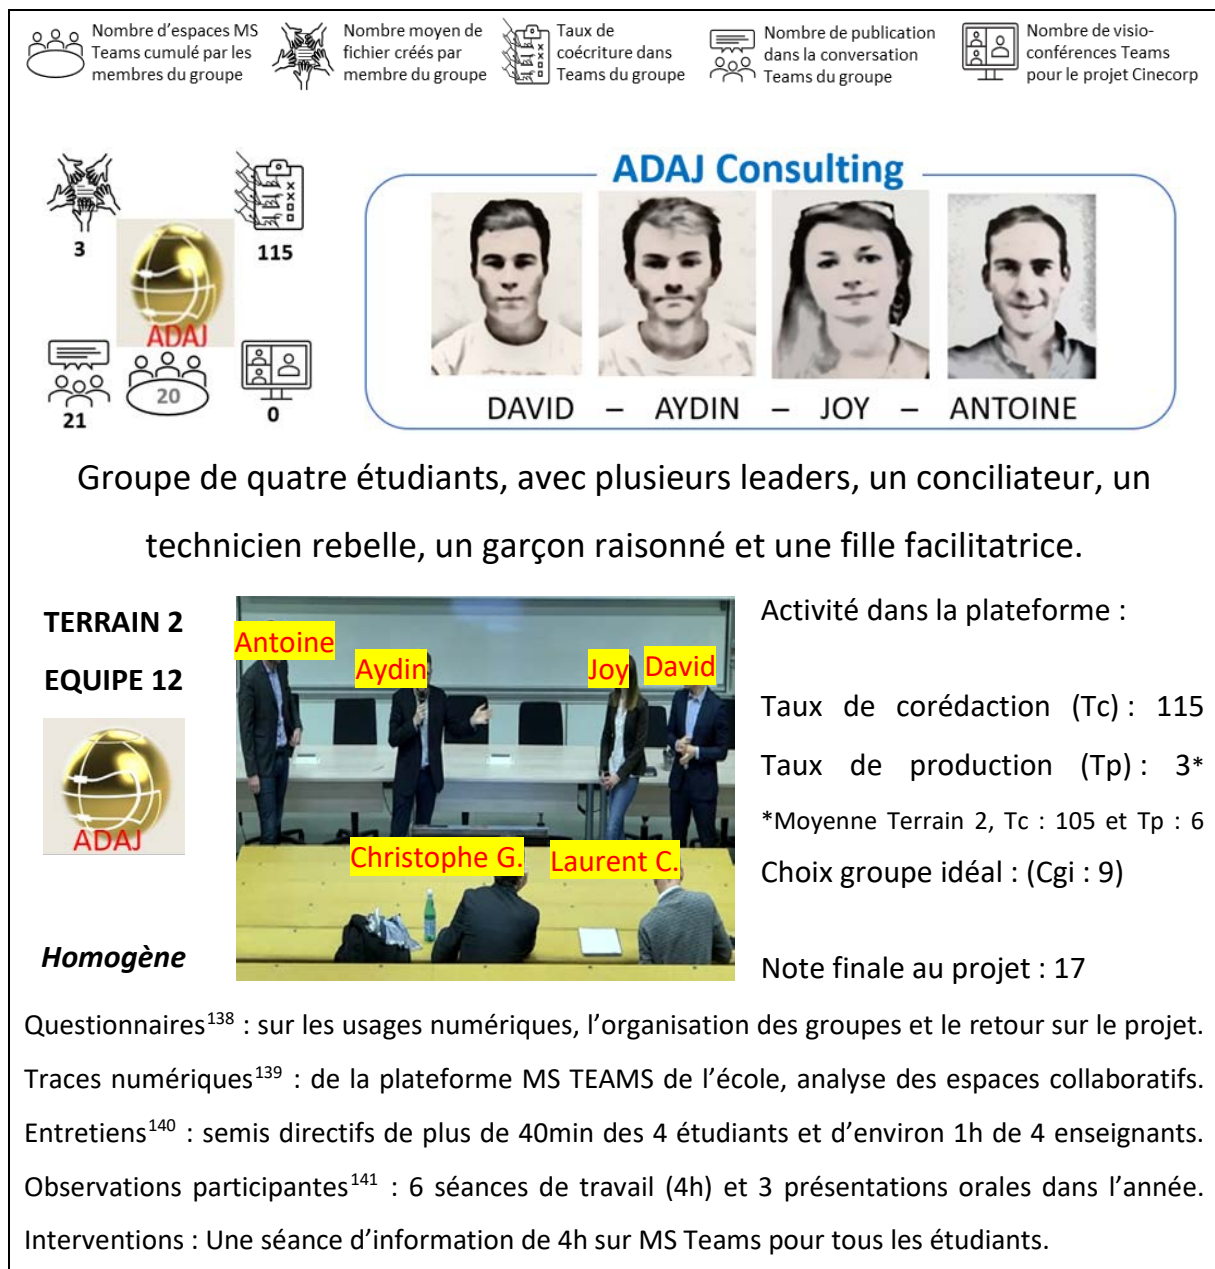 Nombre d'espaces MS
Teams cumulé par les
membres du groupe
Nombre moyen de
fichier créés par
membre du groupe
Taux de
coécriture dans
Teams du groupe
Nombre de publication
dans la conversation
Teams du groupe
Nombre de visio-
conférences Teams
pour le projet Cinecorp
3
115
ADAJ
21
20
0
ADAJ Consulting
DAVID – AYDIN – JOY – ANTOINE
Groupe de quatre étudiants, avec plusieurs leaders, un conciliateur, un
technicien rebelle, un garçon raisonné et une fille facilitatrice.
TERRAIN 2
EQUIPE 12
ADAJ
Homogène
Antoine
Aydin
Joy
David
Christophe G.
Laurent C.
Activité dans la plateforme :
Taux de corédaction (Tc) : 115
Taux de production (Tp) : 3*
*Moyenne Terrain 2, Tc : 105 et Tp : 6
Choix groupe idéal : (Cgi : 9)
Note finale au projet : 17
Questionnaires138 : sur les usages numériques, l'organisation des groupes et le retour sur le projet.
Traces numériques139 : de la plateforme MS TEAMS de l'école, analyse des espaces collaboratifs.
Entretiens140 : semis directifs de plus de 40min des 4 étudiants et d'environ 1h de 4 enseignants.
Observations participantes141 : 6 séances de travail (4h) et 3 présentations orales dans l'année.
Interventions : Une séance d'information de 4h sur MS Teams pour tous les étudiants.